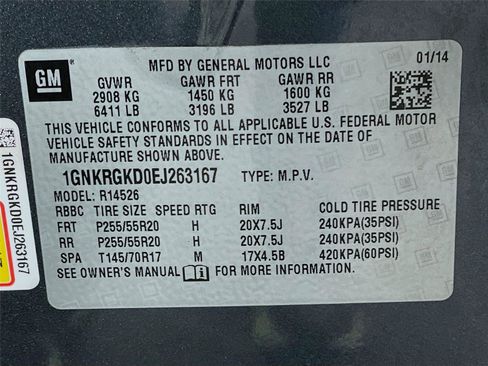 GM
MFD BY GENERAL MOTORS LLC 01/14
GVWR GAWR FRT GAWR RR
2908 KG 1450 KG 1600 KG
6411 LB 3196 LB 3527 LB
THIS VEHICLE CONFORMS TO ALL APPLICABLE U.S. FEDERAL MOTOR
VEHICLE SAFETY STANDARDS IN EFFECT ON THE DATE OF
MANUFACTURE SHOWN ABOVE.
1GNKRGKD0EJ263167 TYPE: M.P.V.
MODEL: R14526
RBBC TIRE SIZE SPEED RTG RIM COLD TIRE PRESSURE
FRT P255/55R20 H 20X7.5J 240KPA(35PSI)
RR P255/55R20 H 20X7.5J 240KPA(35PSI)
SPA T145/70R17 M 17X4.5B 420KPA(60PSI)
SEE OWNER'S MANUAL FOR MORE INFORMATION.
1GNKRGKD0EJ263167